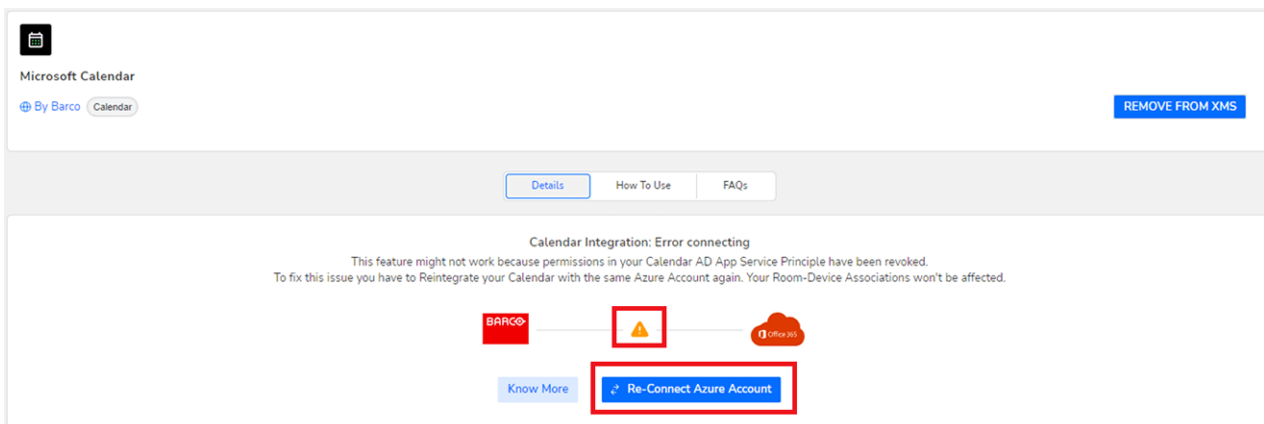 Microsoft Calendar
By Barco Calendar
REMOVE FROM XMS
Details How To Use FAQs
Calendar Integration: Error connecting
This feature might not work because permissions in your Calendar AD App Service Principle have been revoked.
To fix this issue you have to Reintegrate your Calendar with the same Azure Account again. Your Room-Device Associations won't be affected.
BARCO
Office 365
Know More Re-Connect Azure Account